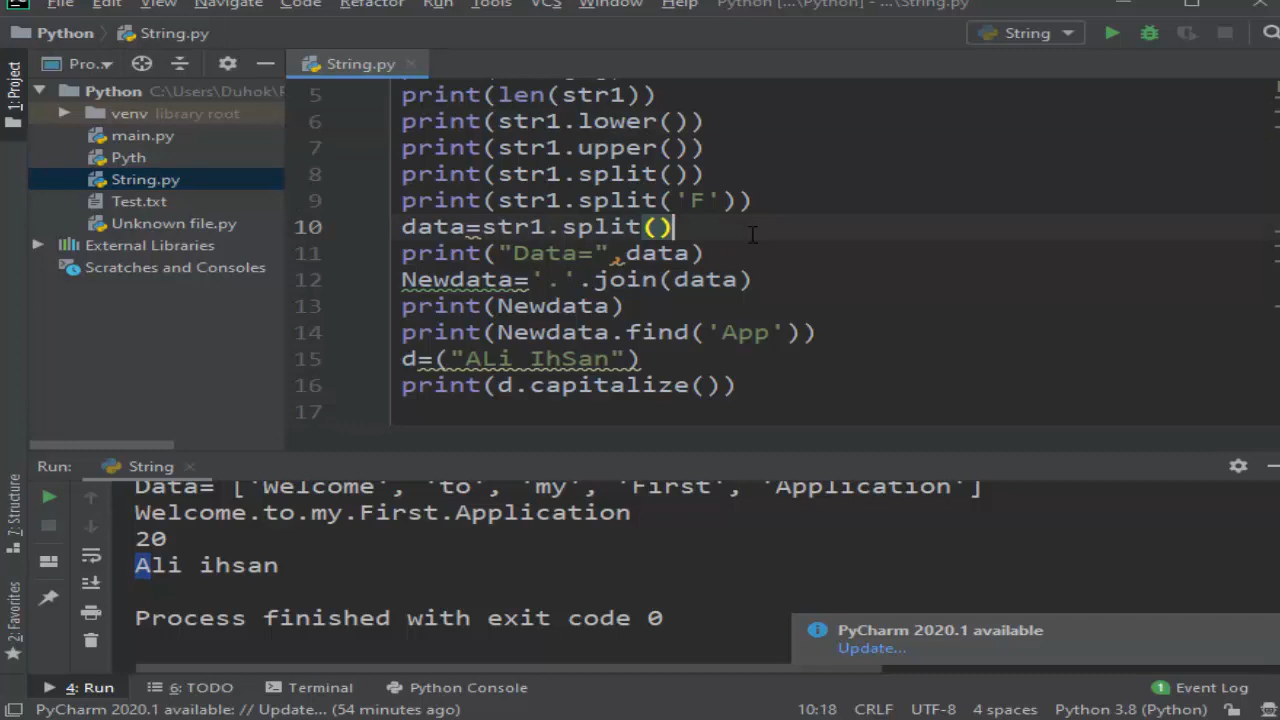 File Edit View Navigate Code Refactor Run Tools VCS Window Help Python [...\Python] - ...\String.py
Python String.py String
1: Project Pro... String.py
Python C:\Users\Duhok\
venv library root
main.py
Pyth
String.py
Test.txt
Unknown file.py
External Libraries
Scratches and Consoles
5 print(len(str1))
6 print(str1.lower())
7 print(str1.upper())
8 print(str1.split())
9 print(str1.split('F'))
10 data=str1.split()
11 print("Data=",data)
12 Newdata='.'.join(data)
13 print(Newdata)
14 print(Newdata.find('App'))
15 d=("ALi IhSan")
16 print(d.capitalize())
17
Run: String
Data= ['Welcome', 'to', 'my', 'First', 'Application']
Welcome.to.my.First.Application
20
Ali ihsan
Process finished with exit code 0
7: Structure
2: Favorites
PyCharm 2020.1 available
Update...
4: Run 6: TODO Terminal Python Console 1 Event Log
PyCharm 2020.1 available: // Update... (54 minutes ago) 10:18 CRLF UTF-8 4 spaces Python 3.8 (Python)